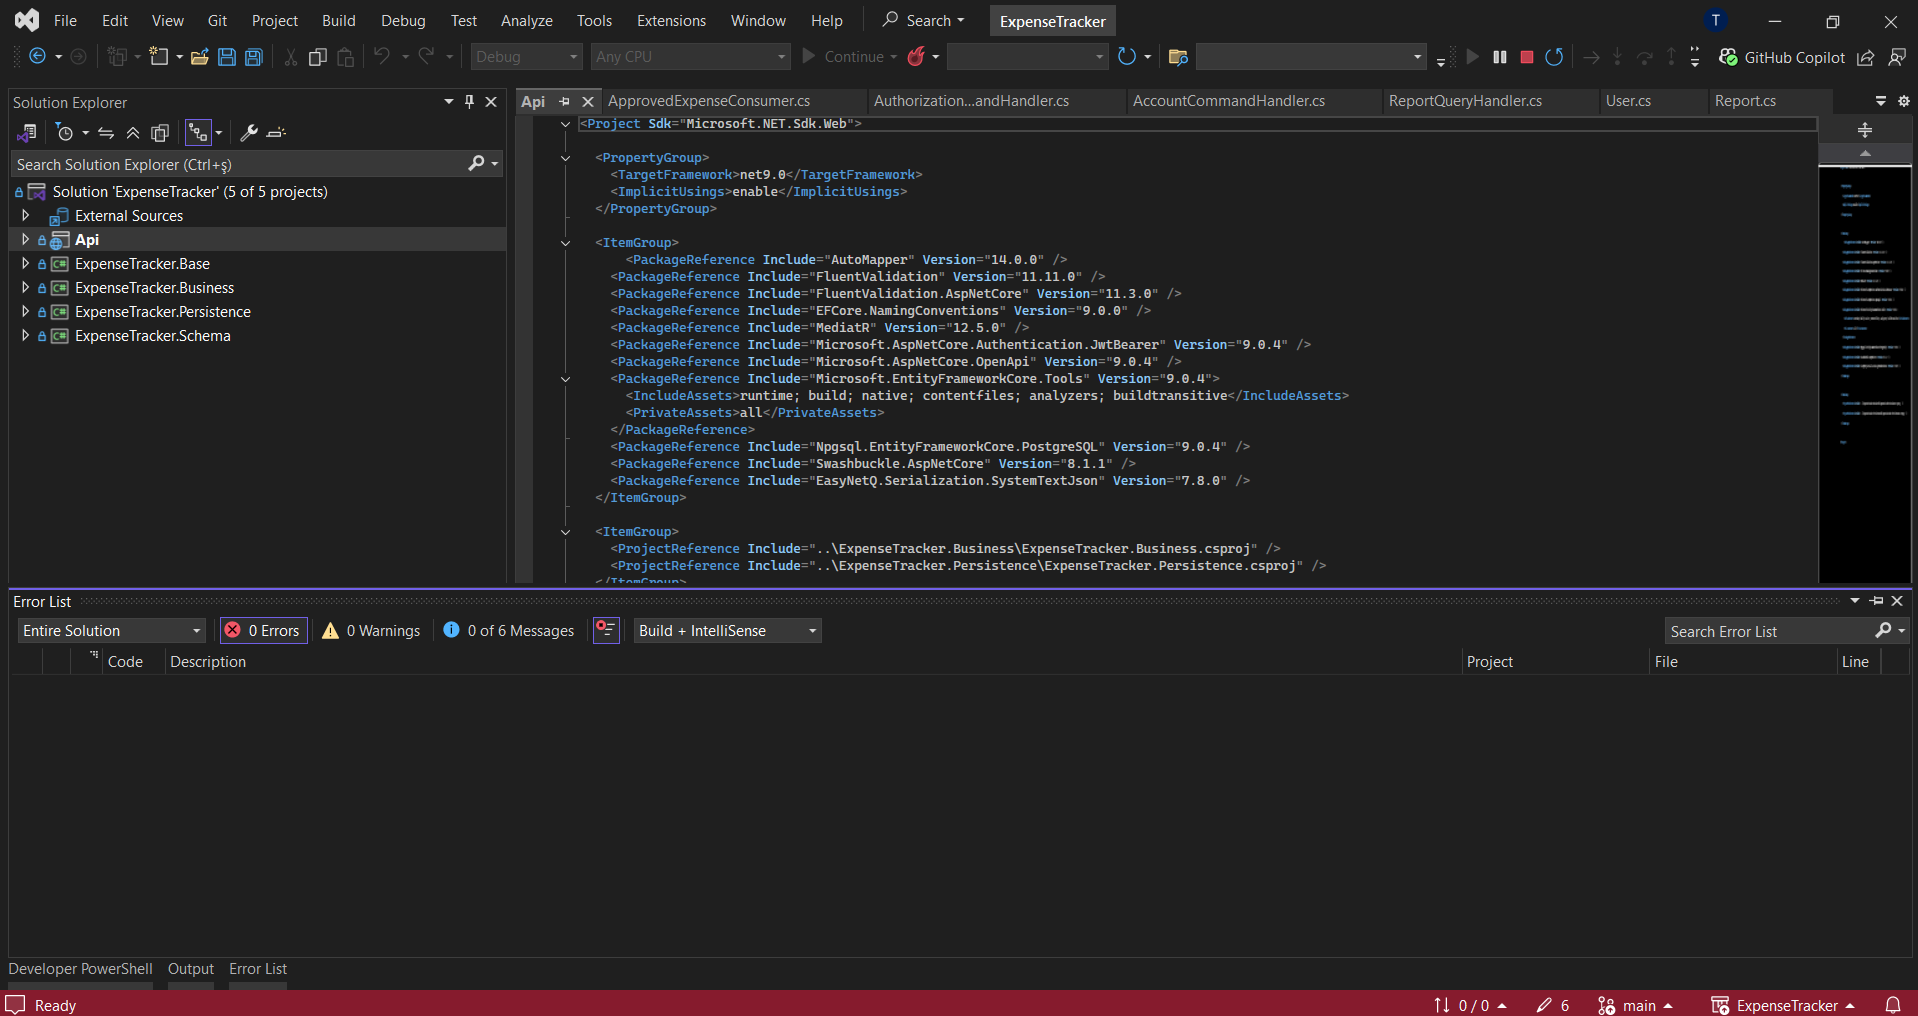 File Edit View Git Project Build Debug Test Analyze Tools Extensions Window Help Search ExpenseTracker T
Debug Any CPU Continue GitHub Copilot
Solution Explorer
Search Solution Explorer (Ctrl+ş)
Solution 'ExpenseTracker' (5 of 5 projects)
External Sources
Api
ExpenseTracker.Base
ExpenseTracker.Business
ExpenseTracker.Persistence
ExpenseTracker.Schema
Api ApprovedExpenseConsumer.cs Authorization...andHandler.cs AccountCommandHandler.cs ReportQueryHandler.cs User.cs Report.cs
<Project Sdk="Microsoft.NET.Sdk.Web">
<PropertyGroup>
<TargetFramework>net9.0</TargetFramework>
<ImplicitUsings>enable</ImplicitUsings>
</PropertyGroup>
<ItemGroup>
<PackageReference Include="AutoMapper" Version="14.0.0" />
<PackageReference Include="FluentValidation" Version="11.11.0" />
<PackageReference Include="FluentValidation.AspNetCore" Version="11.3.0" />
<PackageReference Include="EFCore.NamingConventions" Version="9.0.0" />
<PackageReference Include="MediatR" Version="12.5.0" />
<PackageReference Include="Microsoft.AspNetCore.Authentication.JwtBearer" Version="9.0.4" />
<PackageReference Include="Microsoft.AspNetCore.OpenApi" Version="9.0.4" />
<PackageReference Include="Microsoft.EntityFrameworkCore.Tools" Version="9.0.4">
<IncludeAssets>runtime; build; native; contentfiles; analyzers; buildtransitive</IncludeAssets>
<PrivateAssets>all</PrivateAssets>
</PackageReference>
<PackageReference Include="Npgsql.EntityFrameworkCore.PostgreSQL" Version="9.0.4" />
<PackageReference Include="Swashbuckle.AspNetCore" Version="8.1.1" />
<PackageReference Include="EasyNetQ.Serialization.SystemTextJson" Version="7.8.0" />
</ItemGroup>
<ItemGroup>
<ProjectReference Include="..\ExpenseTracker.Business\ExpenseTracker.Business.csproj" />
<ProjectReference Include="..\ExpenseTracker.Persistence\ExpenseTracker.Persistence.csproj" />
</ItemGroup>
Error List
Entire Solution 0 Errors 0 Warnings 0 of 6 Messages Build + IntelliSense Search Error List
Code Description Project File Line
Developer PowerShell Output Error List
Ready 0 / 0 6 main ExpenseTracker